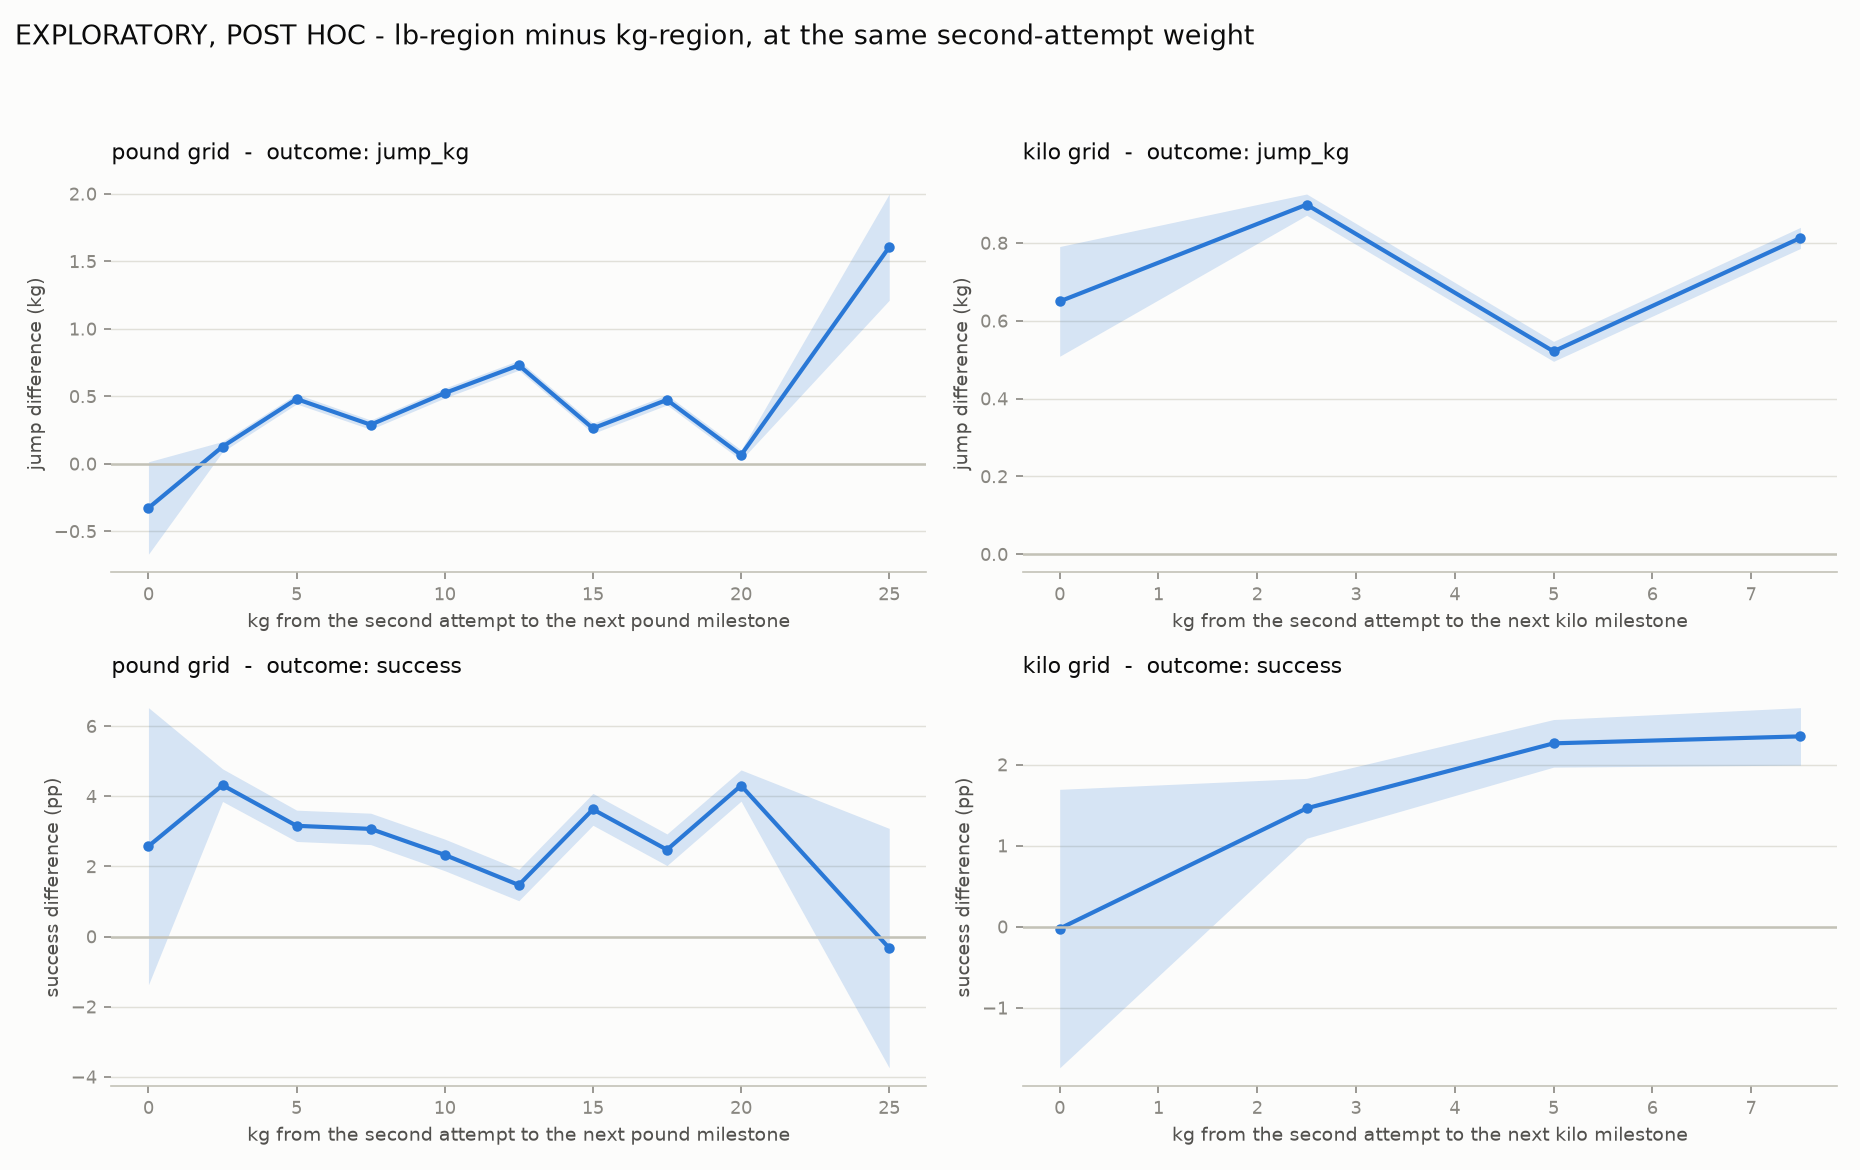 EXPLORATORY, POST HOC - lb-region minus kg-region, at the same second-attempt weight
pound grid  -  outcome: jump_kg
2.0
1.5
1.0
0.5
0.0
−0.5
jump difference (kg)
0 5 10 15 20 25
kg from the second attempt to the next pound milestone
kilo grid  -  outcome: jump_kg
0.8
0.6
0.4
0.2
0.0
jump difference (kg)
0 1 2 3 4 5 6 7
kg from the second attempt to the next kilo milestone
pound grid  -  outcome: success
6
4
2
0
−2
−4
success difference (pp)
0 5 10 15 20 25
kg from the second attempt to the next pound milestone
kilo grid  -  outcome: success
2
1
0
−1
success difference (pp)
0 1 2 3 4 5 6 7
kg from the second attempt to the next kilo milestone